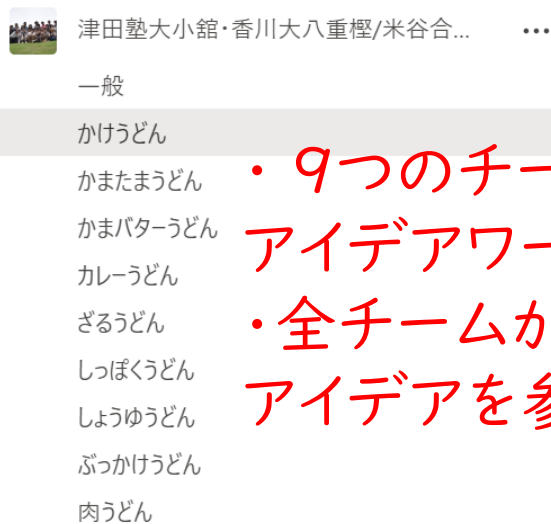 津田塾大小舘・香川大八重樫/米谷合...
一般
かけうどん
かまたまうどん
かまバターうどん
カレーうどん
ざるうどん
しっぽくうどん
しょうゆうどん
ぶっかけうどん
肉うどん
・9つのチー
アイデアワー
・全チームが
アイデアを参